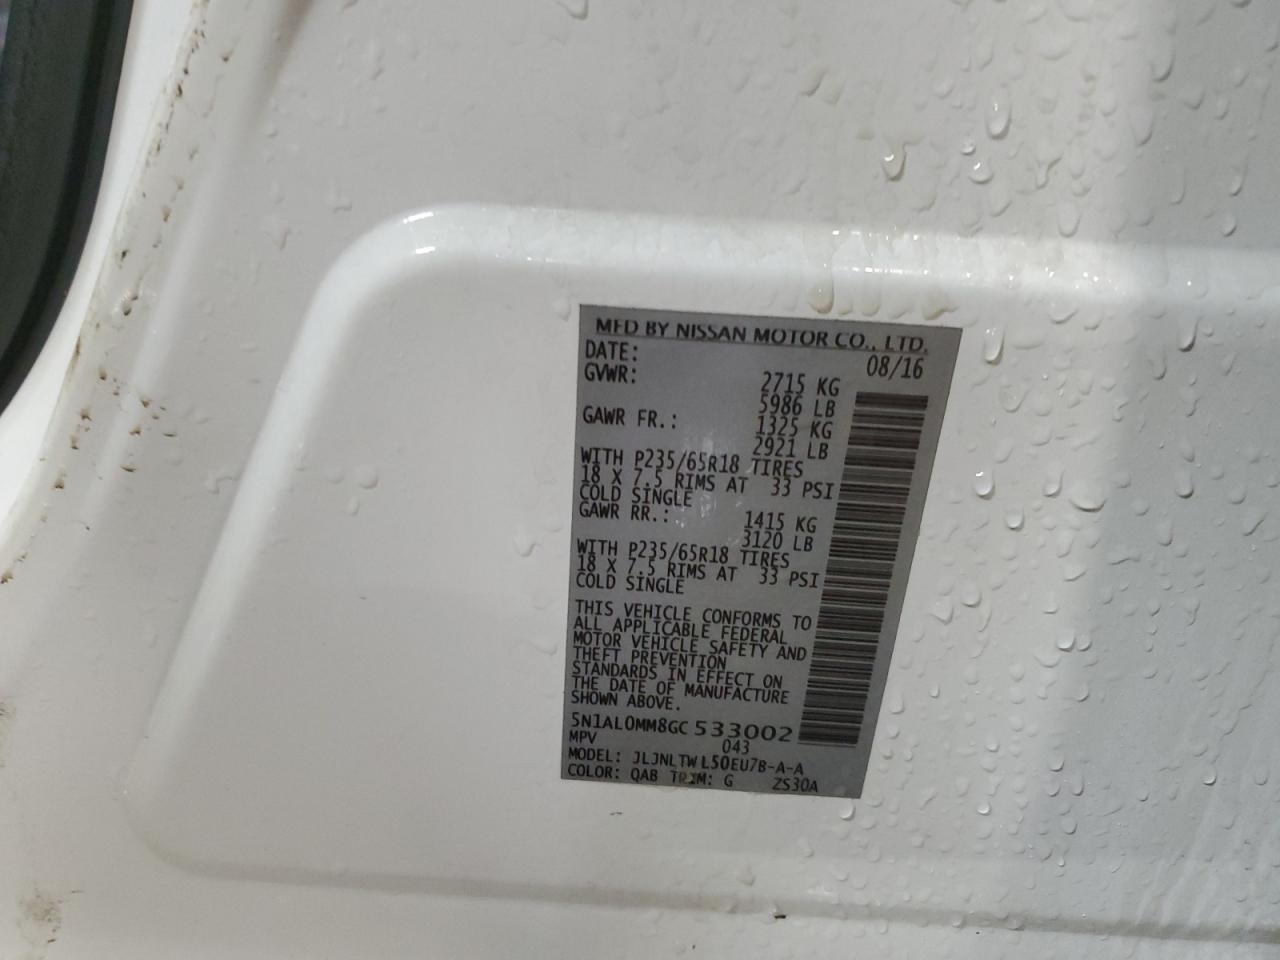 MFD BY NISSAN MOTOR CO., LTD.
DATE: 08/16
GVWR: 2715 KG
5986 LB
GAWR FR.: 1325 KG
2921 LB
WITH P235/65R18 TIRES
18 X 7.5 RIMS AT 33 PSI
COLD SINGLE
GAWR RR.: 1415 KG
3120 LB
WITH P235/65R18 TIRES
18 X 7.5 RIMS AT 33 PSI
COLD SINGLE
THIS VEHICLE CONFORMS TO
ALL APPLICABLE FEDERAL
MOTOR VEHICLE SAFETY AND
THEFT PREVENTION
STANDARDS IN EFFECT ON
THE DATE OF MANUFACTURE
SHOWN ABOVE.
5N1AL0MM8GC533002
MPV 043
MODEL: JLJNLTWL50EU7B-A-A
COLOR: QAB TRIM: G ZS30A